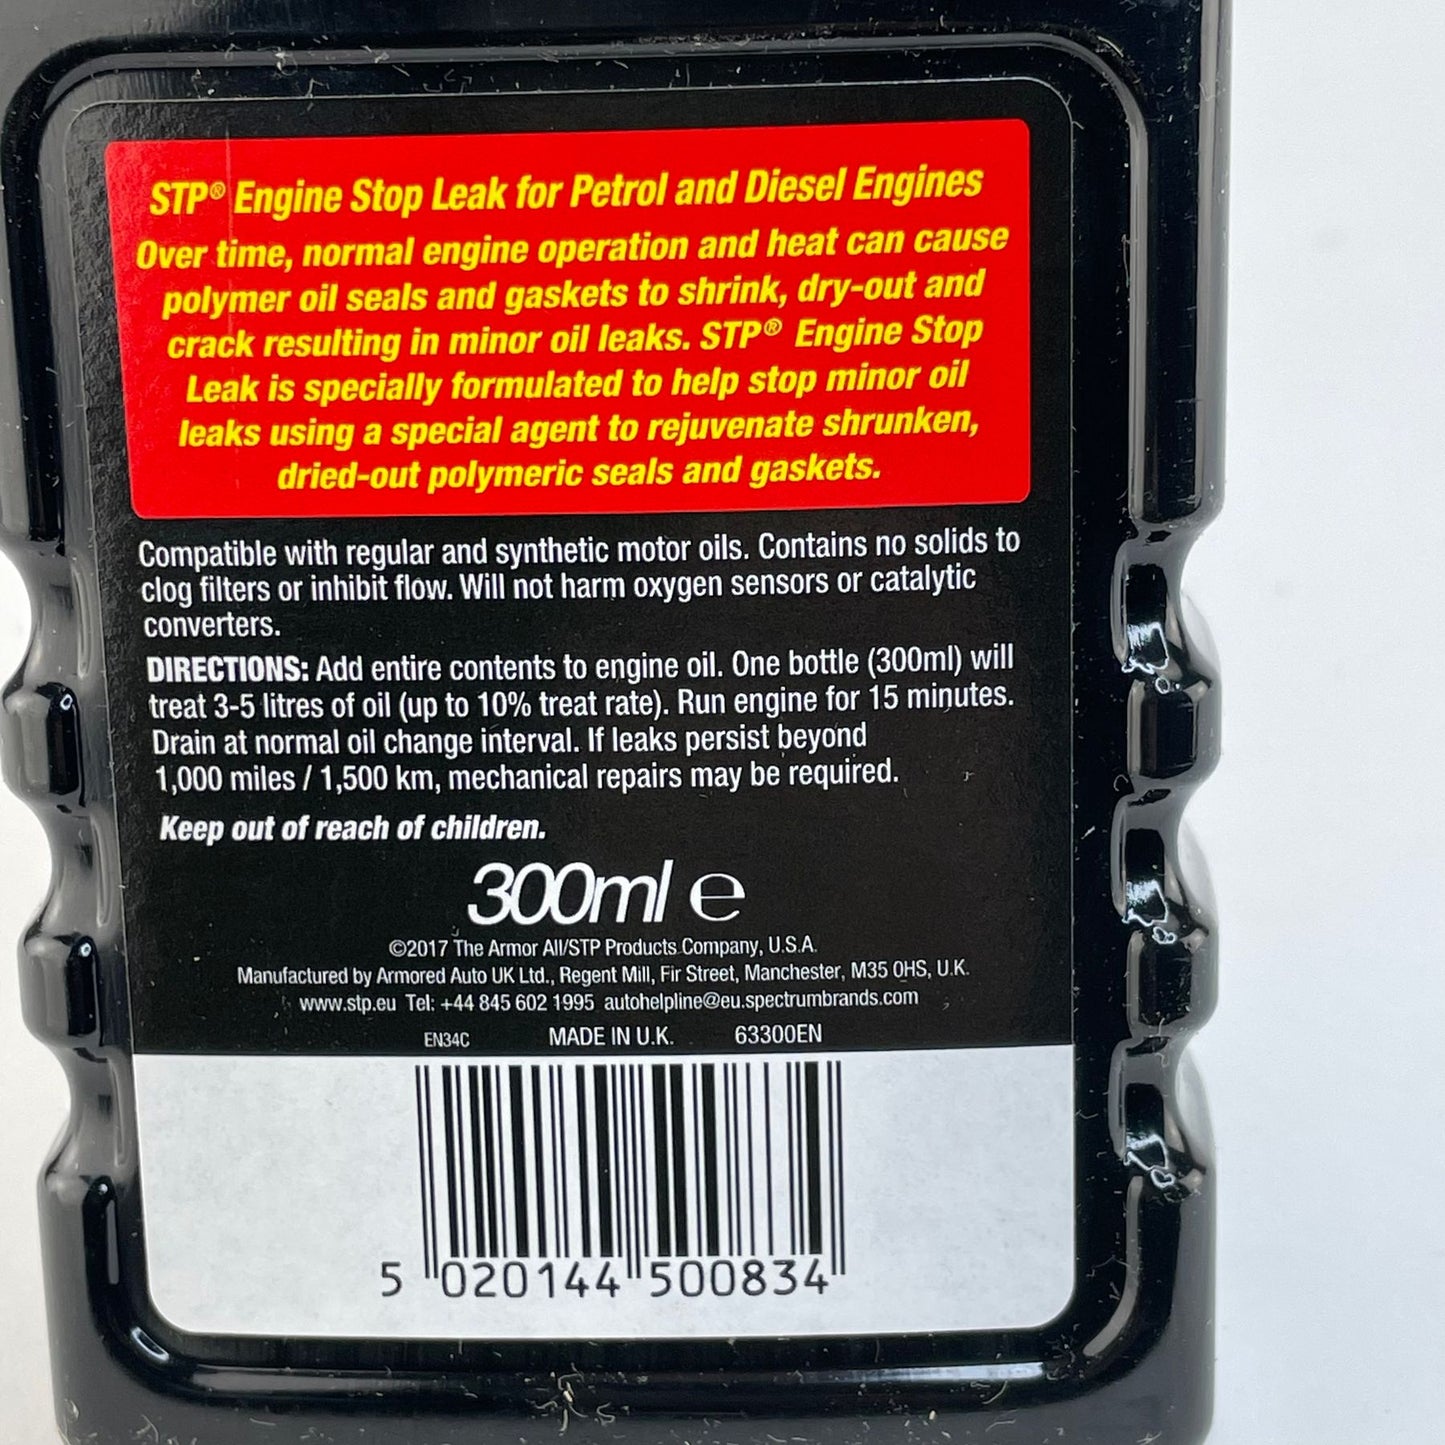 STP® Engine Stop Leak for Petrol and Diesel Engines
Over time, normal engine operation and heat can cause
polymer oil seals and gaskets to shrink, dry-out and
crack resulting in minor oil leaks. STP® Engine Stop
Leak is specially formulated to help stop minor oil
leaks using a special agent to rejuvenate shrunken,
dried-out polymeric seals and gaskets.
Compatible with regular and synthetic motor oils. Contains no solids to
clog filters or inhibit flow. Will not harm oxygen sensors or catalytic
converters.
DIRECTIONS: Add entire contents to engine oil. One bottle (300ml) will
treat 3-5 litres of oil (up to 10% treat rate). Run engine for 15 minutes.
Drain at normal oil change interval. If leaks persist beyond
1,000 miles / 1,500 km, mechanical repairs may be required.
Keep out of reach of children.
300ml e
©2017 The Armor All/STP Products Company, U.S.A.
Manufactured by Armored Auto UK Ltd., Regent Mill, Fir Street, Manchester, M35 0HS, U.K.
www.stp.eu Tel: +44 845 602 1995 autohelpline@eu.spectrumbrands.com
EN34C MADE IN U.K. 63300EN
5 020144 500834